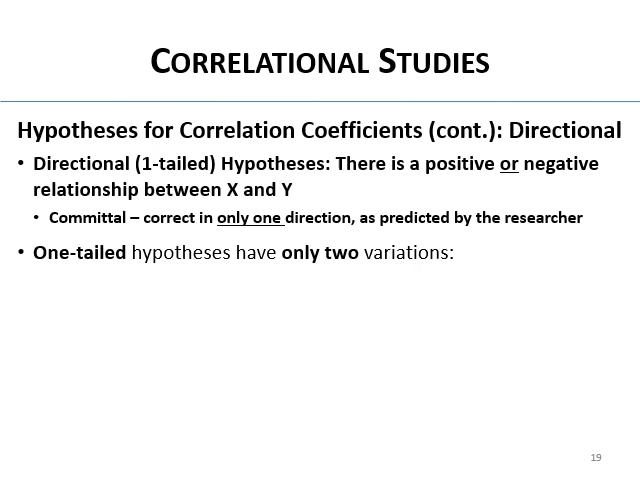 CORRELATIONAL STUDIES
Hypotheses for Correlation Coefficients (cont.): Directional
• Directional (1-tailed) Hypotheses: There is a positive or negative
relationship between X and Y
• Committal – correct in only one direction, as predicted by the researcher
• One-tailed hypotheses have only two variations:
19